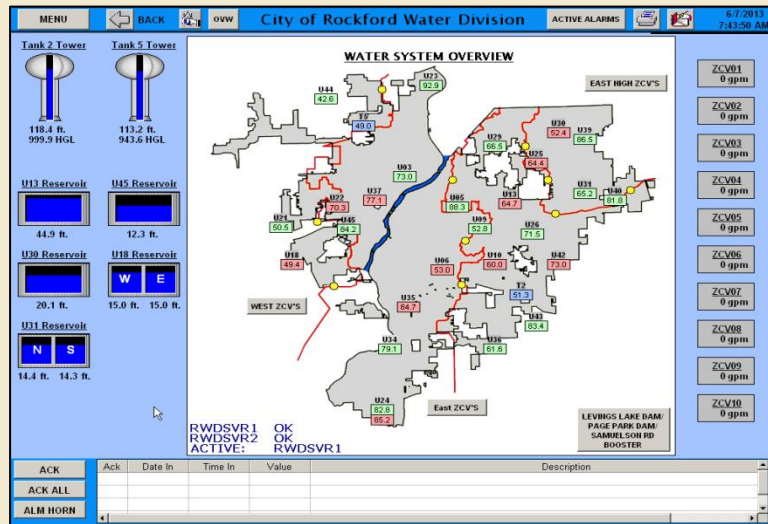 MENU BACK OVW City of Rockford Water Division ACTIVE ALARMS 6/7/2013
7:43:50 AM
Tank 2 Tower Tank 5 Tower
118.4 ft. 113.2 ft.
999.9 HGL 943.6 HGL
U13 Reservoir U45 Reservoir
44.9 ft. 12.3 ft.
U30 Reservoir U18 Reservoir
W E
20.1 ft. 15.0 ft. 15.0 ft.
U31 Reservoir
N S
14.4 ft. 14.3 ft.
WATER SYSTEM OVERVIEW
U23
92.9
U44
42.6
EAST HIGH ZCV'S
T5
49.0
U30
52.4
U39
86.5
U29
66.5
U25
64.4
U03
73.0
U22
70.3
U37
77.1
U13
64.7
U31
65.2
U40
81.8
U05
88.3
U21
50.5
U45
84.2
U09
52.8
U26
71.5
U18
49.4
U06
53.0
U10
60.0
U42
73.0
T2
51.3
WEST ZCV'S
U35
84.7
U43
83.4
U34
79.1
U36
61.6
U24
82.8
85.2
East ZCV'S
LEVINGS LAKE DAM/
PAGE PARK DAM/
SAMUELSON RD
BOOSTER
RWDSVR1 OK
RWDSVR2 OK
ACTIVE: RWDSVR1
ZCV01
0 gpm
ZCV02
0 gpm
ZCV03
0 gpm
ZCV04
0 gpm
ZCV05
0 gpm
ZCV06
0 gpm
ZCV07
0 gpm
ZCV08
0 gpm
ZCV09
0 gpm
ZCV10
0 gpm
ACK
ACK ALL
ALM HORN
Ack Date In Time In Value Description